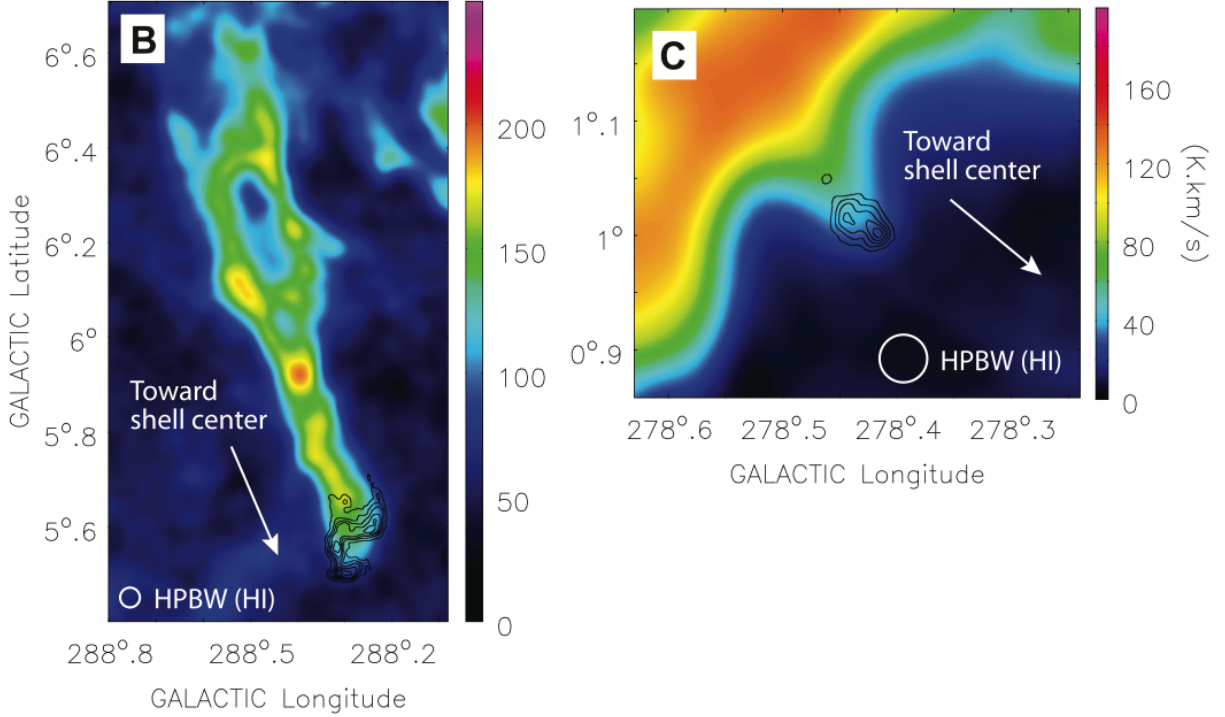 B
6°.6
6°.4
6°.2
6°
5°.8
5°.6
GALACTIC Latitude
Toward
shell center
HPBW (HI)
288°.8
288°.5
288°.2
GALACTIC Longitude
200
150
100
50
0
C
1°.1
1°
0°.9
Toward
shell center
HPBW (HI)
278°.6
278°.5
278°.4
278°.3
GALACTIC Longitude
160
120
80
40
0
(K.km/s)